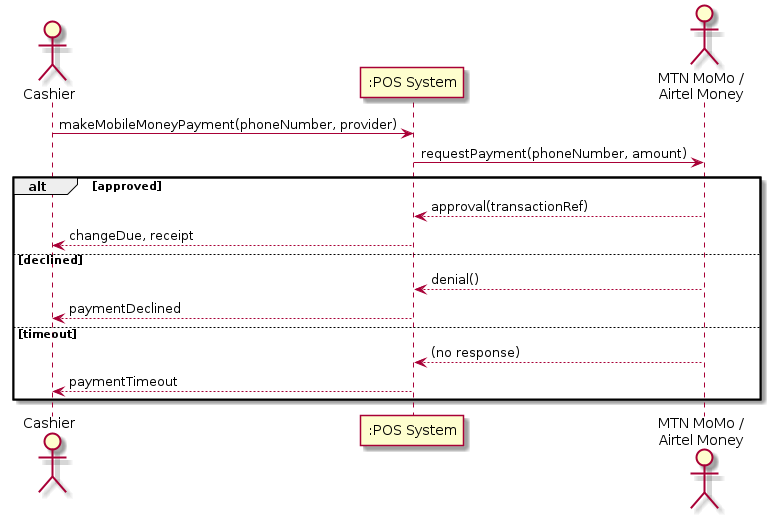 Cashier
:POS System
MTN MoMo /
Airtel Money
makeMobileMoneyPayment(phoneNumber, provider)
requestPayment(phoneNumber, amount)
alt [approved]
approval(transactionRef)
changeDue, receipt
[declined]
denial()
paymentDeclined
[timeout]
(no response)
paymentTimeout
Cashier
:POS System
MTN MoMo /
Airtel Money